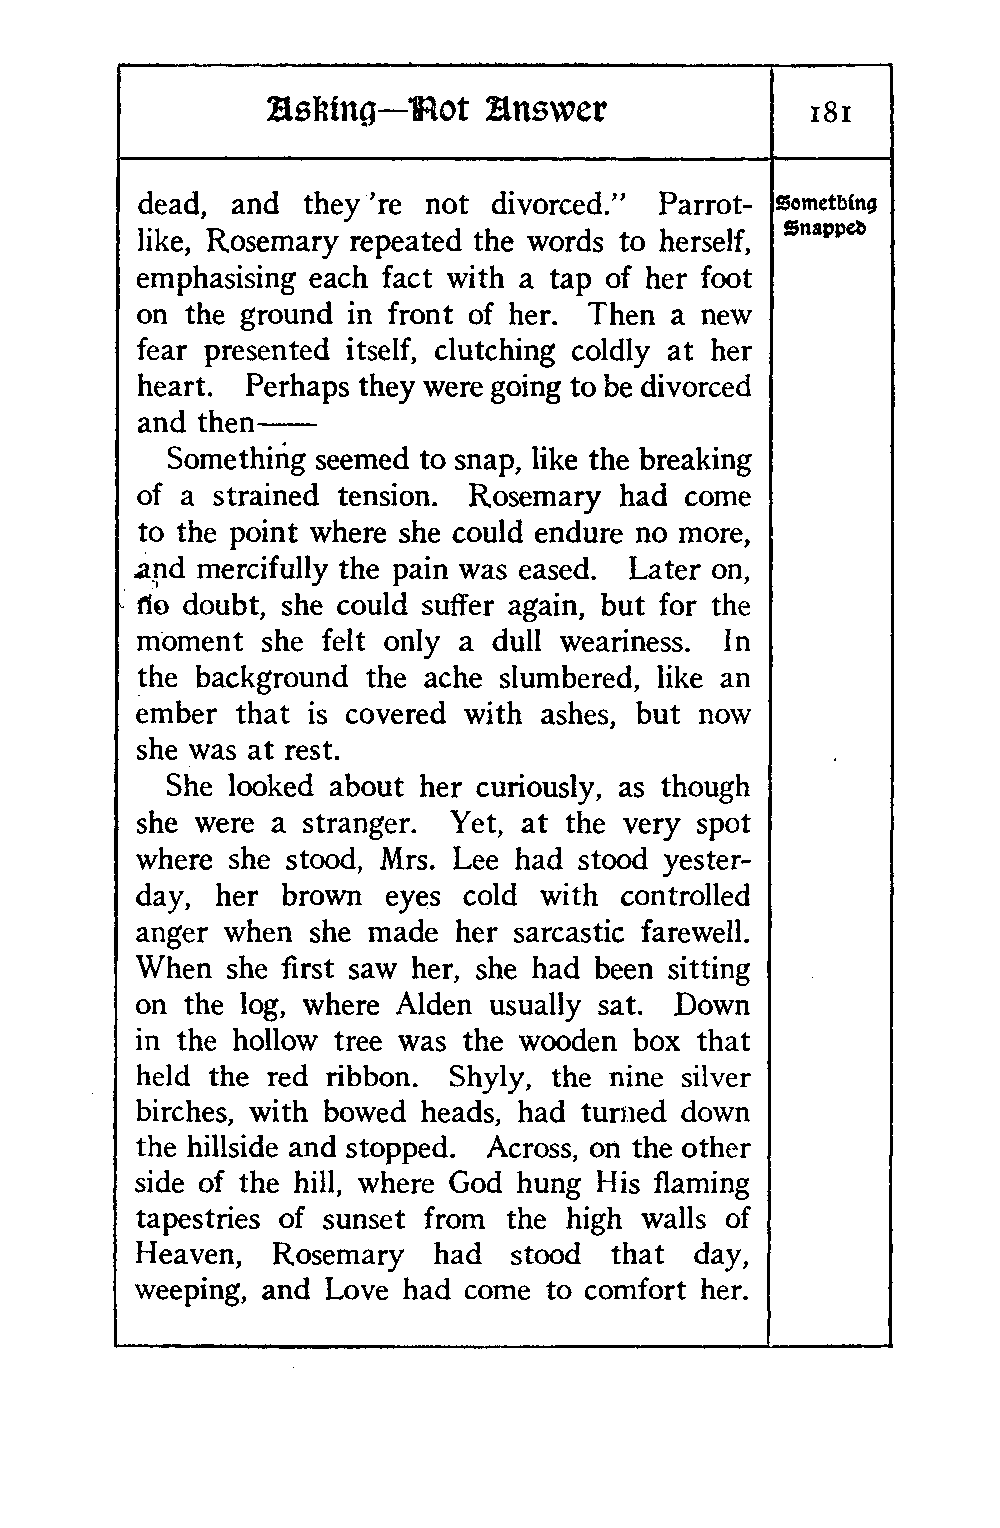 Asking—Not Answer 181
dead, and they 're not divorced." Parrot-
like, Rosemary repeated the words to herself,
emphasising each fact with a tap of her foot
on the ground in front of her. Then a new
fear presented itself, clutching coldly at her
heart. Perhaps they were going to be divorced
and then——
Something seemed to snap, like the breaking
of a strained tension. Rosemary had come
to the point where she could endure no more,
and mercifully the pain was eased. Later on,
no doubt, she could suffer again, but for the
moment she felt only a dull weariness. In
the background the ache slumbered, like an
ember that is covered with ashes, but now
she was at rest.
She looked about her curiously, as though
she were a stranger. Yet, at the very spot
where she stood, Mrs. Lee had stood yester-
day, her brown eyes cold with controlled
anger when she made her sarcastic farewell.
When she first saw her, she had been sitting
on the log, where Alden usually sat. Down
in the hollow tree was the wooden box that
held the red ribbon. Shyly, the nine silver
birches, with bowed heads, had turned down
the hillside and stopped. Across, on the other
side of the hill, where God hung His flaming
tapestries of sunset from the high walls of
Heaven, Rosemary had stood that day,
weeping, and Love had come to comfort her.
Something
Snapped